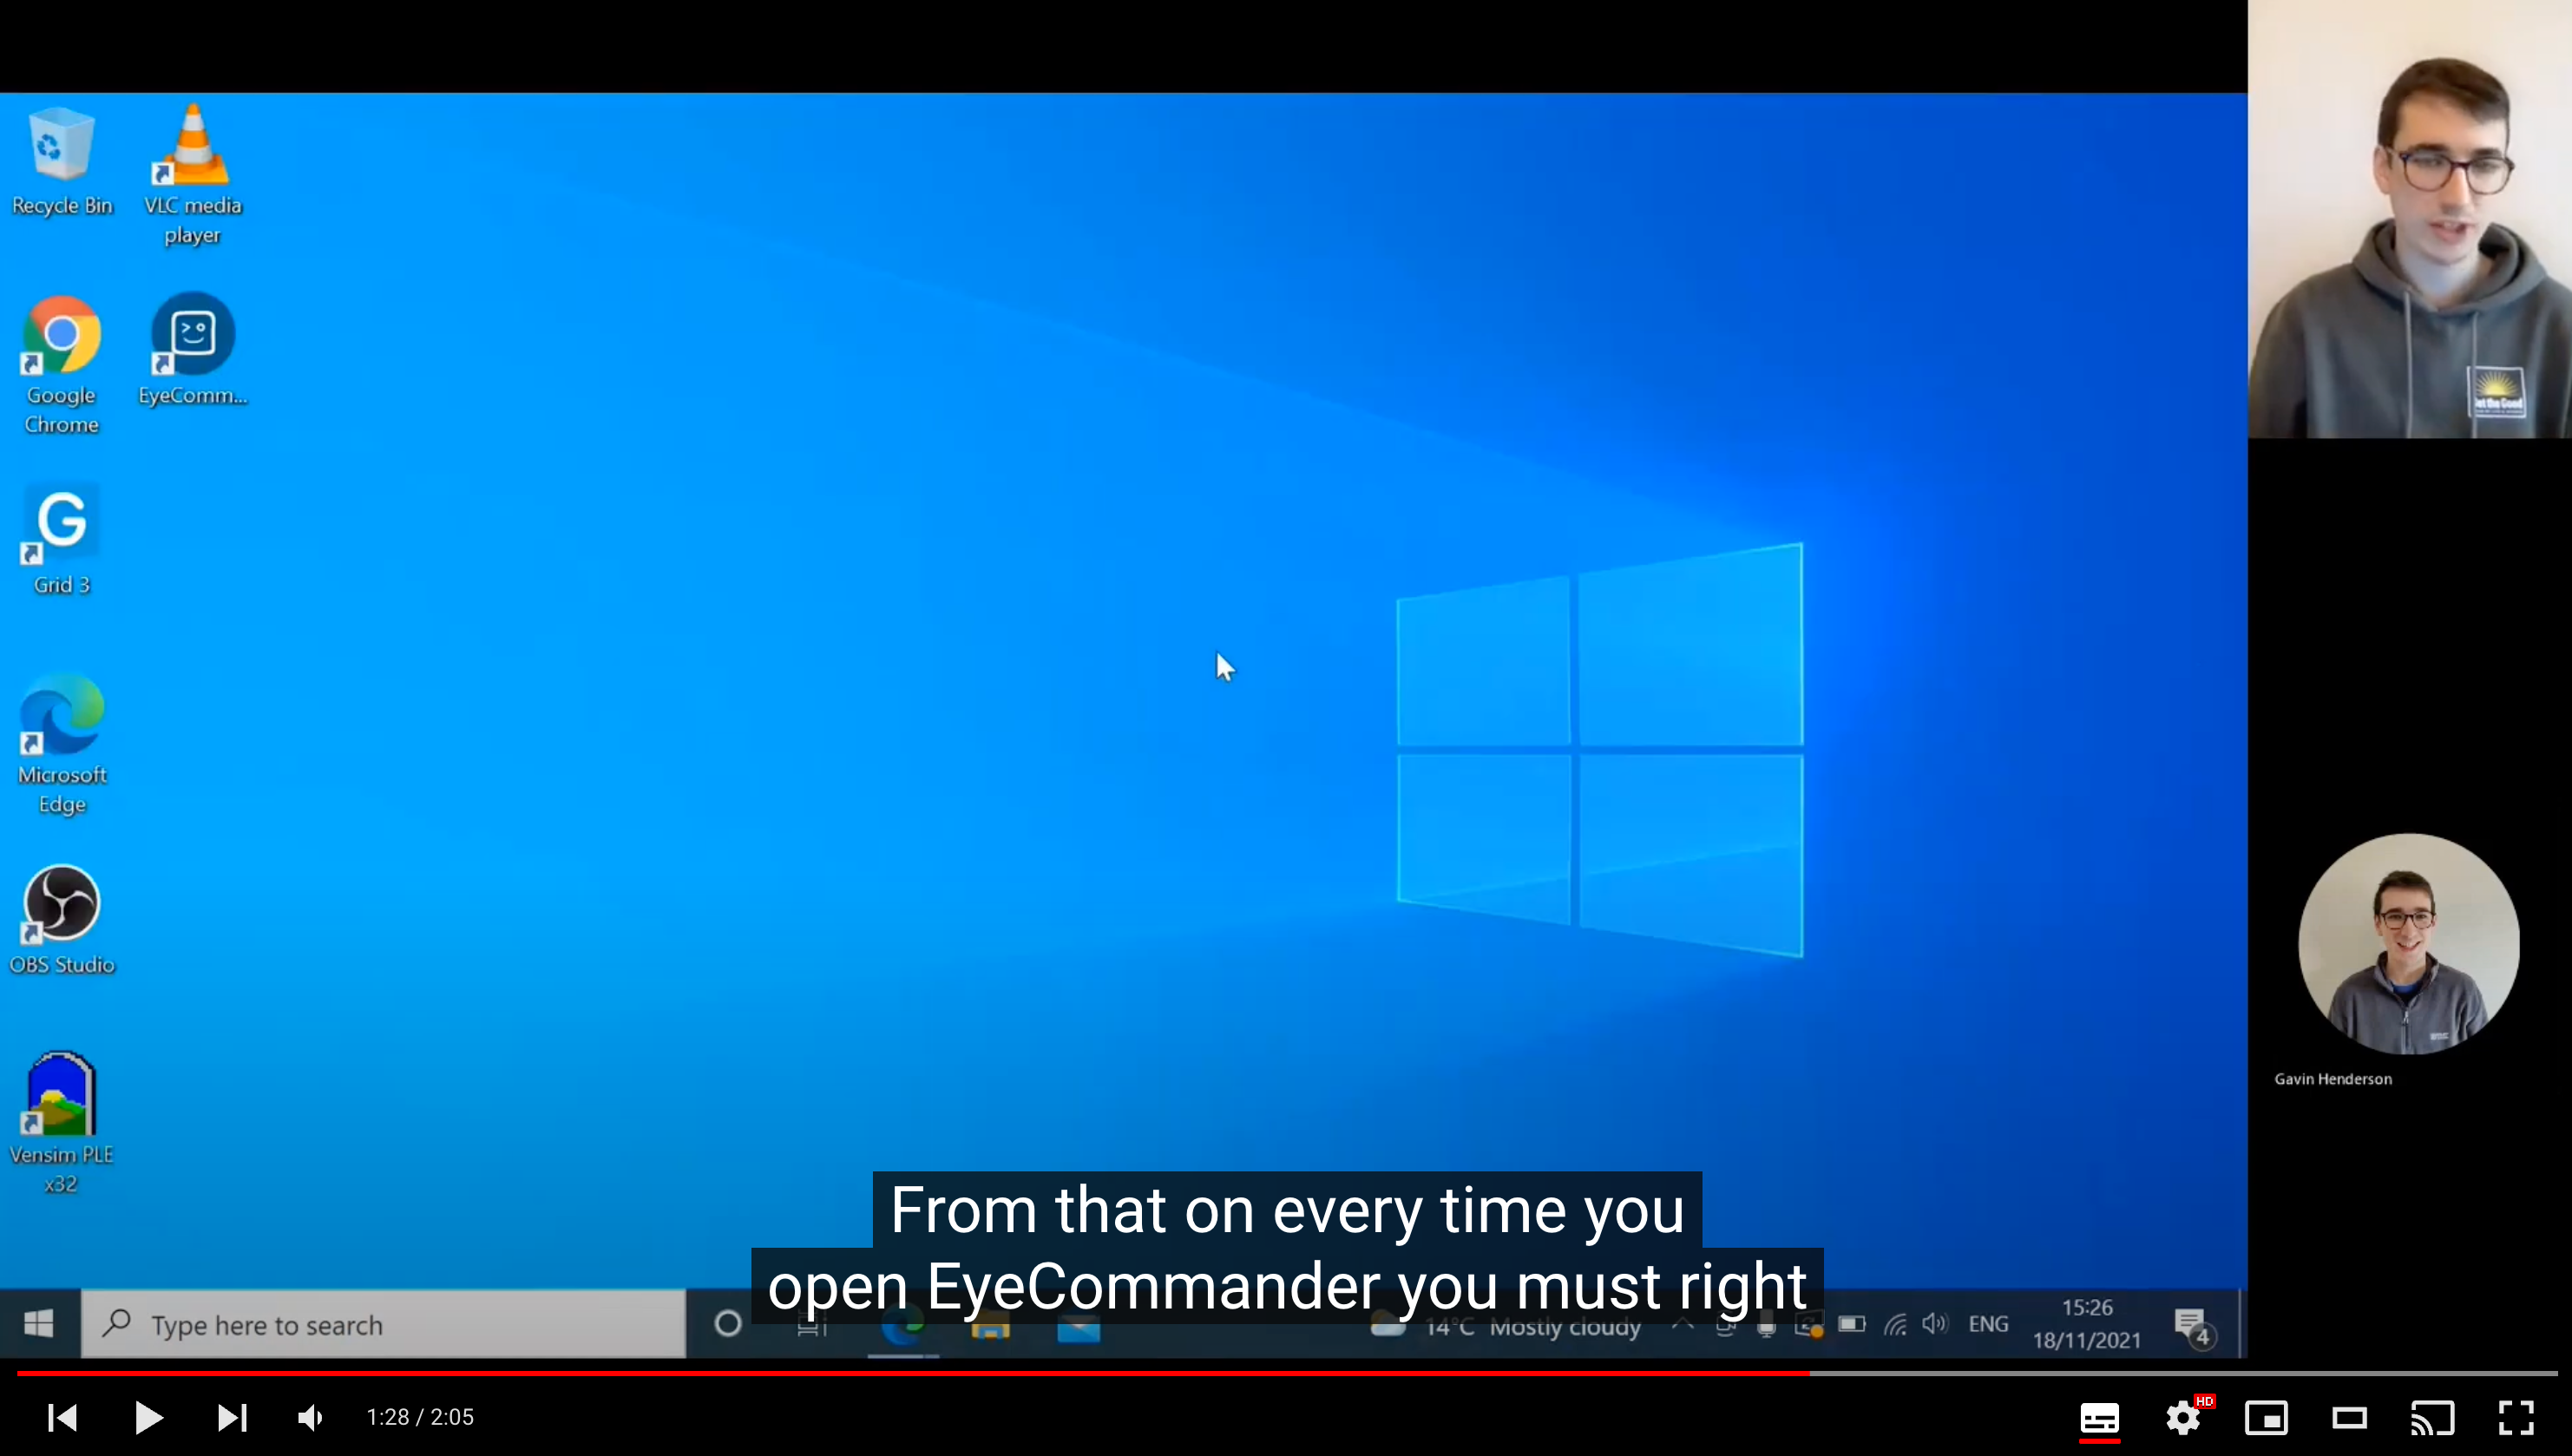 Recycle Bin
VLC media
player
Google
Chrome
EyeComm...
G
Grid 3
Microsoft
Edge
OBS Studio
Vensim PLE
x32
Gavin Henderson
From that on every time you
open EyeCommander you must right
Type here to search
14°C Mostly cloudy
ENG
15:26
18/11/2021
4
1:28 / 2:05
HD